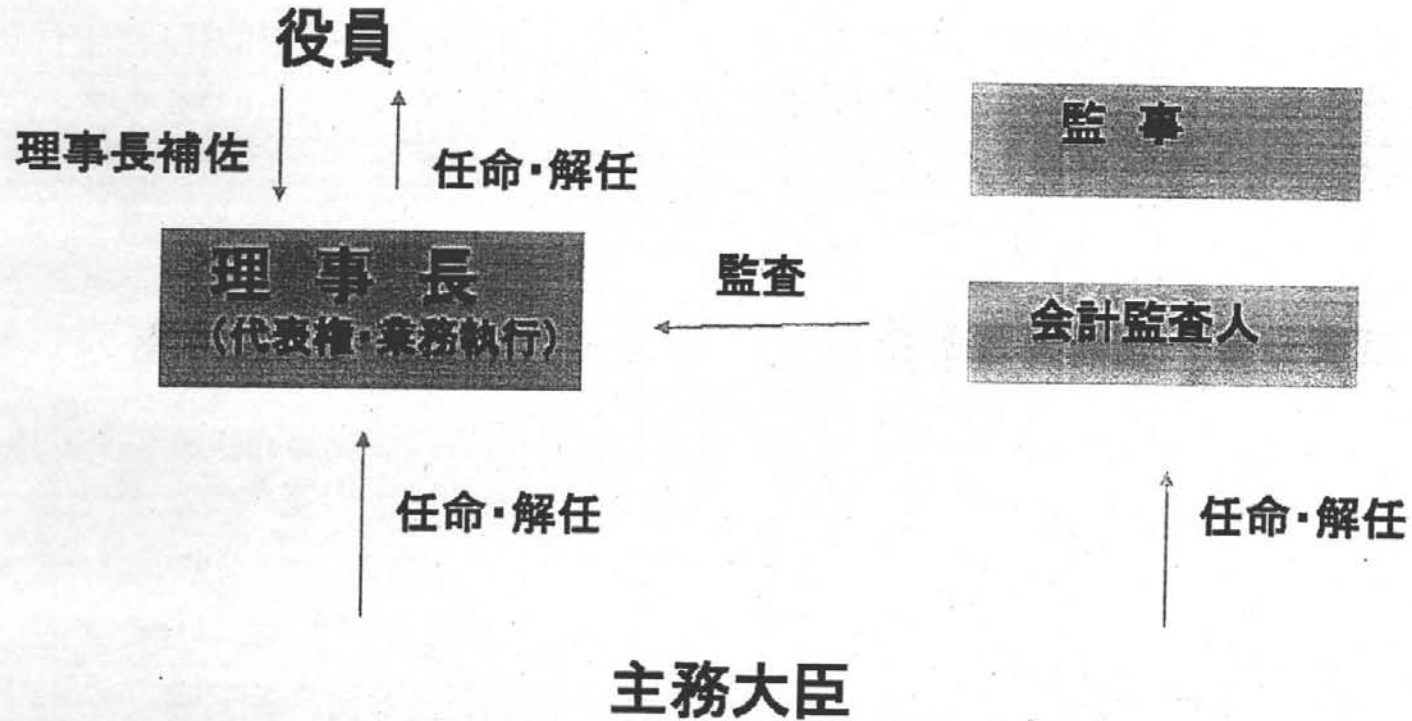 役員
監 事
理事長補佐
任命・解任
理 事 長
(代表権・業務執行)
監査
会計監査人
任命・解任
任命・解任
主務大臣